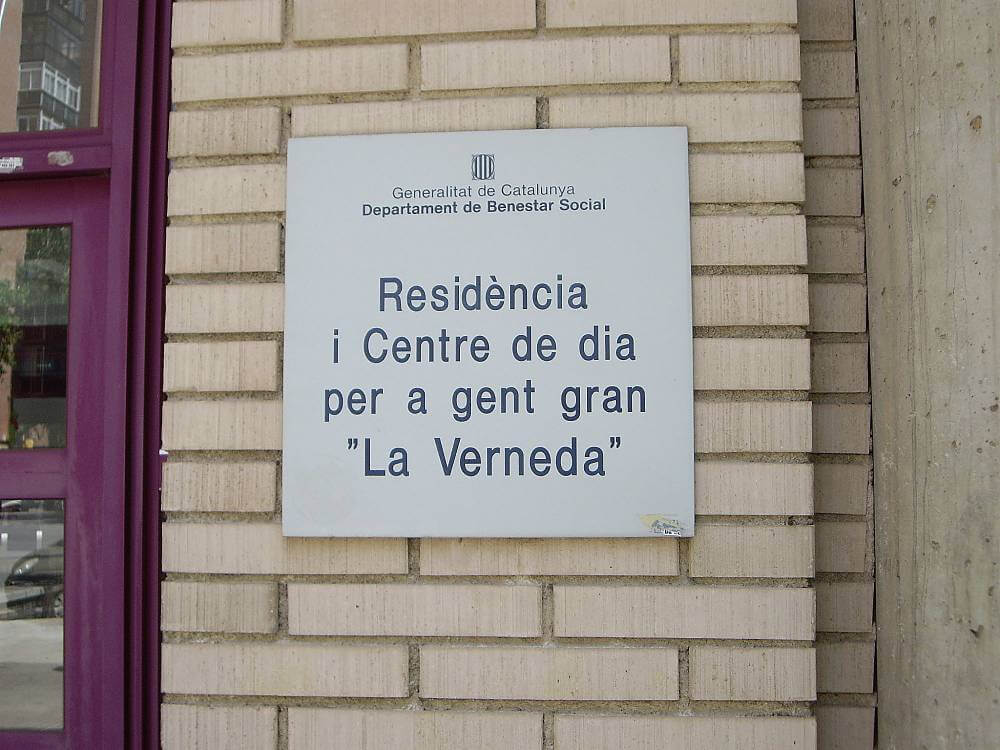 Generalitat de Catalunya
Departament de Benestar Social
Residència
i Centre de dia
per a gent gran
"La Verneda"